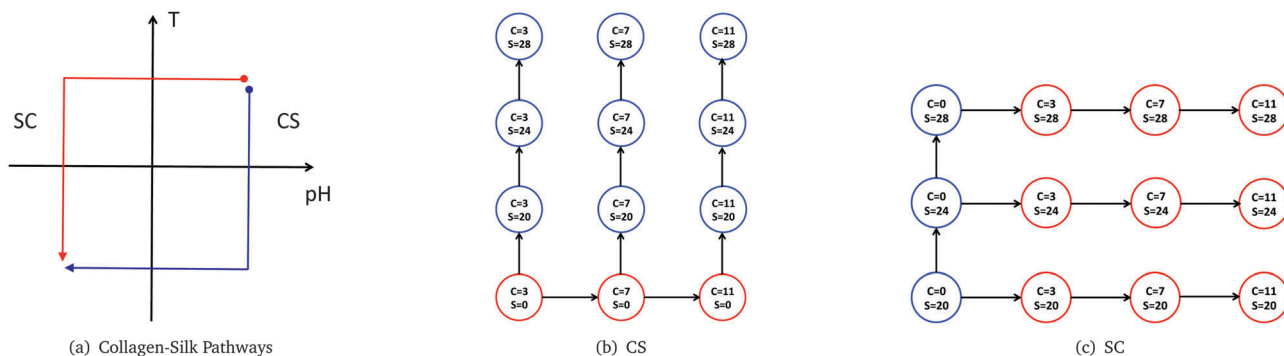 T
SC
CS
pH
(a) Collagen-Silk Pathways
C=3
S=28
C=7
S=28
C=11
S=28
C=3
S=24
C=7
S=24
C=11
S=24
C=3
S=20
C=7
S=20
C=11
S=20
C=3
S=0
C=7
S=0
C=11
S=0
(b) CS
C=0
S=28
C=3
S=28
C=7
S=28
C=11
S=28
C=0
S=24
C=3
S=24
C=7
S=24
C=11
S=24
C=0
S=20
C=3
S=20
C=7
S=20
C=11
S=20
(c) SC